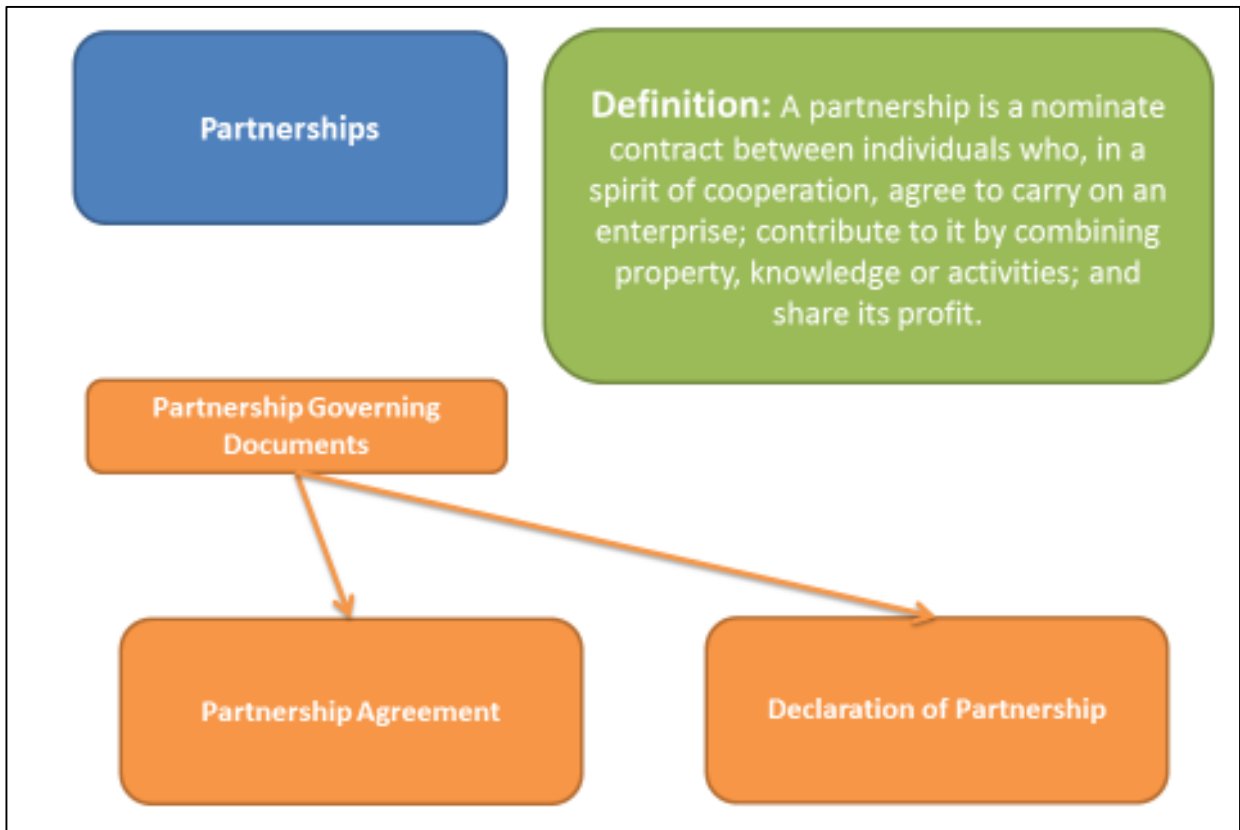 Partnerships
Definition: A partnership is a nominate
contract between individuals who, in a
spirit of cooperation, agree to carry on an
enterprise; contribute to it by combining
property, knowledge or activities; and
share its profit.
Partnership Governing
Documents
Partnership Agreement
Declaration of Partnership